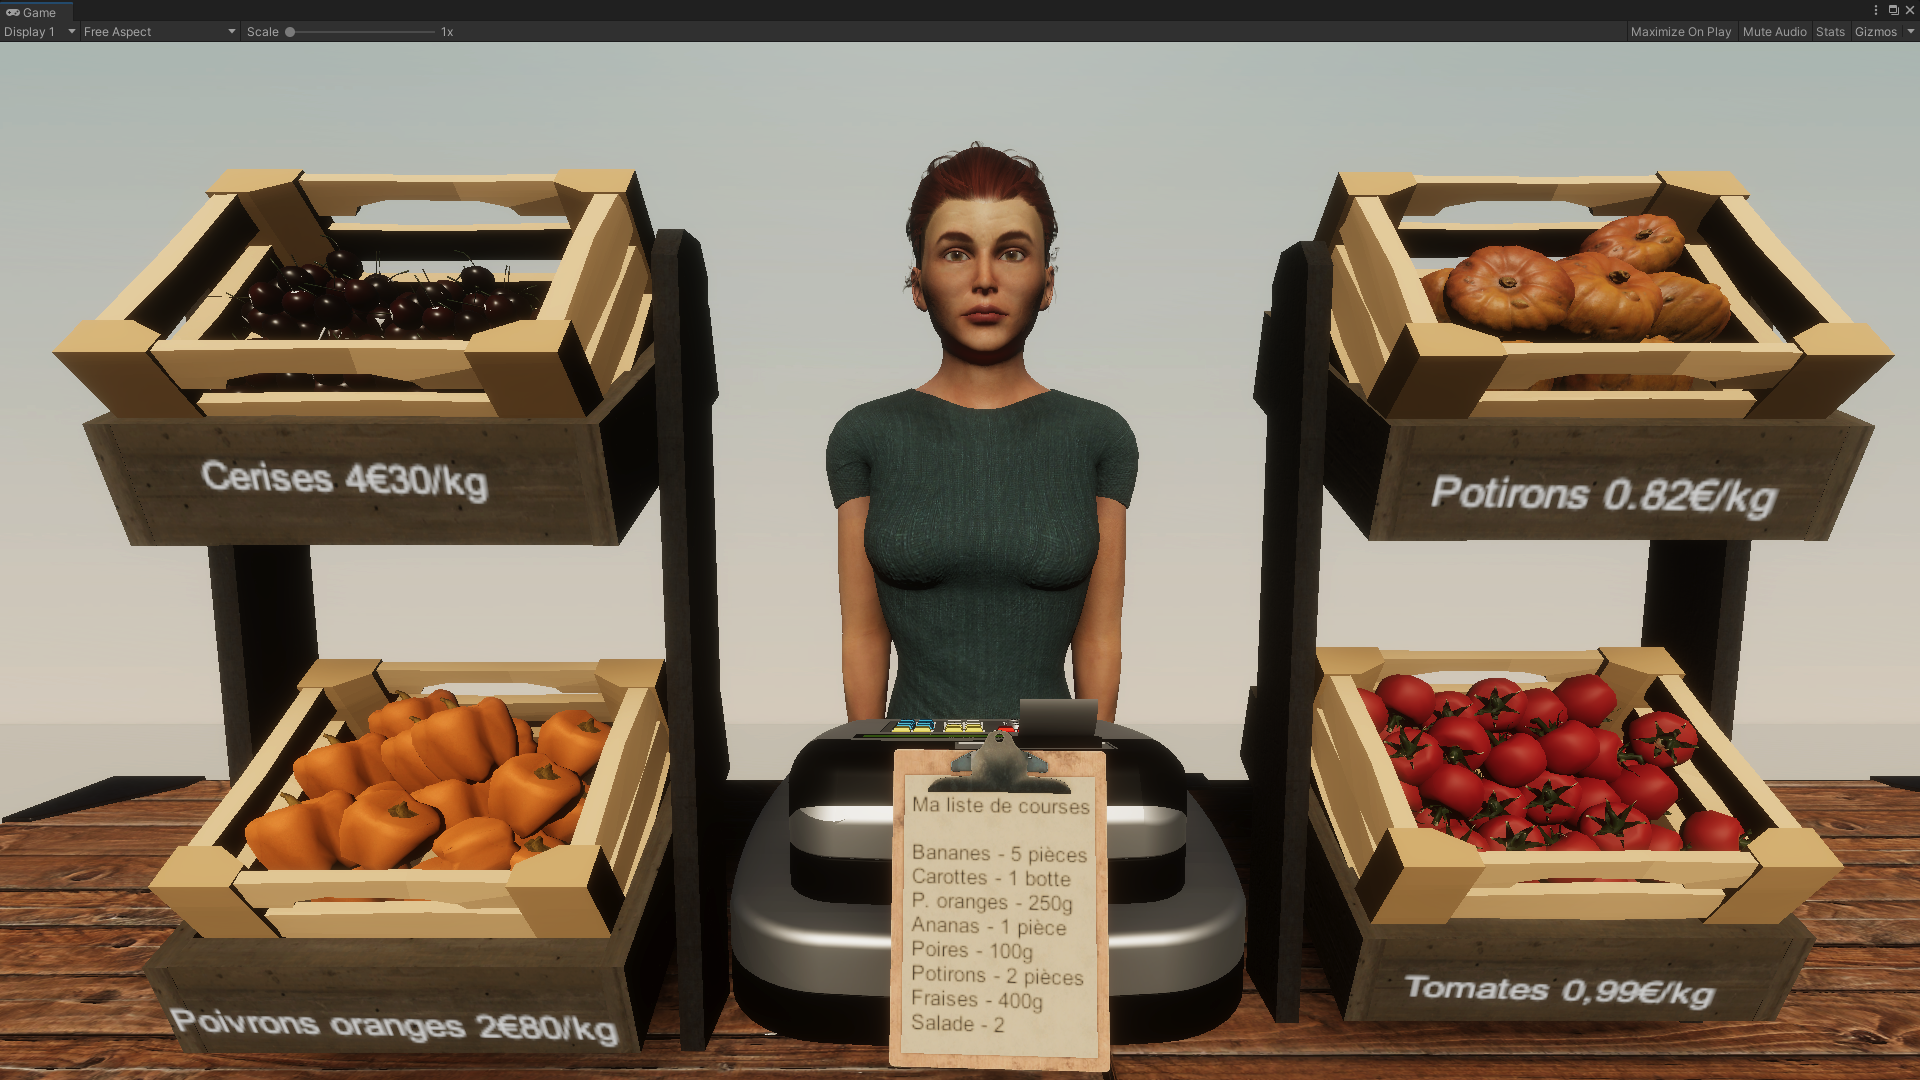 Game
Display 1
Free Aspect
Scale
1x
Maximize On Play
Mute Audio
Stats
Gizmos
Cerises 4€30/kg
Potirons 0.82€/kg
Poivrons oranges 2€80/kg
Tomates 0,99€/kg
Ma liste de courses
Bananes - 5 pièces
Carottes - 1 botte
P. oranges - 250g
Ananas - 1 pièce
Poires - 100g
Potirons - 2 pièces
Fraises - 400g
Salade - 2